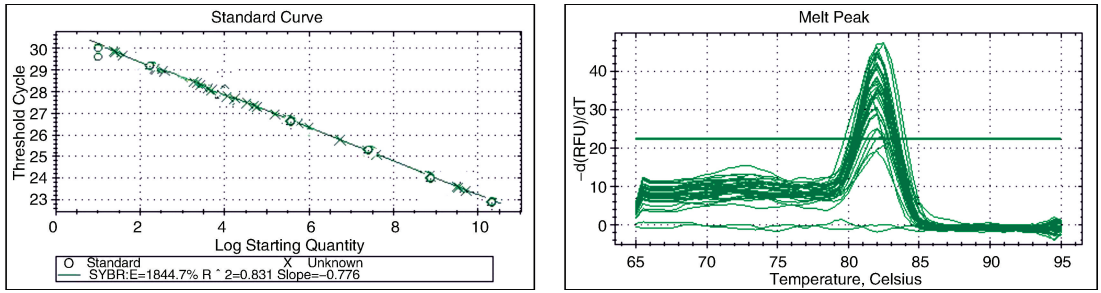 Standard Curve
Threshold Cycle
30
29
28
27
26
25
24
23
0 2 4 6 8 10
Log Starting Quantity
Standard Unknown
SYBR:E=1844.7% R ^ 2=0.831 Slope=−0.776
Melt Peak
−d(RFU)/dT
40
30
20
10
0
65 70 75 80 85 90 95
Temperature, Celsius